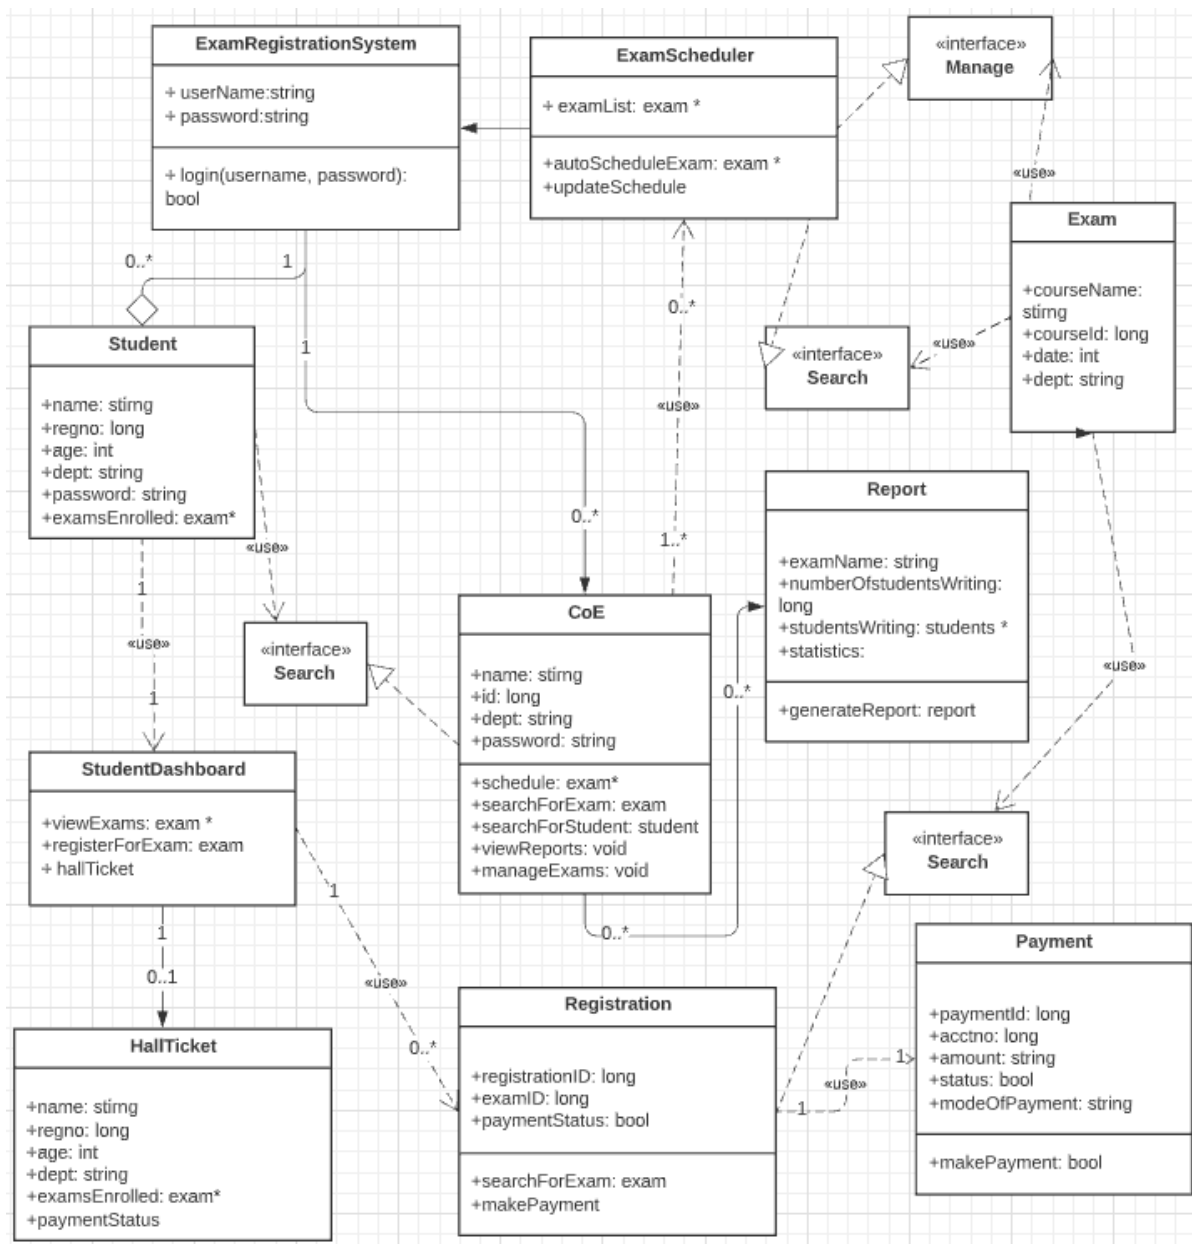 ExamRegistrationSystem
+ userName:string
+ password:string
+ login(username, password):
bool
ExamScheduler
+ examList: exam *
+autoScheduleExam: exam *
+updateSchedule
«interface»
Manage
«use»
Exam
+courseName:
stirng
+courseId: long
+date: int
+dept: string
0..*
1
1
0..*
«use»
«interface»
Search
«use»
Student
+name: stirng
+regno: long
+age: int
+dept: string
+password: string
+examsEnrolled: exam*
0..*
1..*
«use»
1
«use»
1
«interface»
Search
CoE
+name: stirng
+id: long
+dept: string
+password: string
+schedule: exam*
+searchForExam: exam
+searchForStudent: student
+viewReports: void
+manageExams: void
Report
+examName: string
+numberOfstudentsWriting:
long
+studentsWriting: students *
+statistics:
+generateReport: report
0..*
0..*
«use»
StudentDashboard
+viewExams: exam *
+registerForExam: exam
+ hallTicket
«interface»
Search
1
0..1
1
«use»
0..*
HallTicket
+name: stirng
+regno: long
+age: int
+dept: string
+examsEnrolled: exam*
+paymentStatus
Registration
+registrationID: long
+examID: long
+paymentStatus: bool
+searchForExam: exam
+makePayment
1
«use»
1
Payment
+paymentId: long
+acctno: long
+amount: string
+status: bool
+modeOfPayment: string
+makePayment: bool